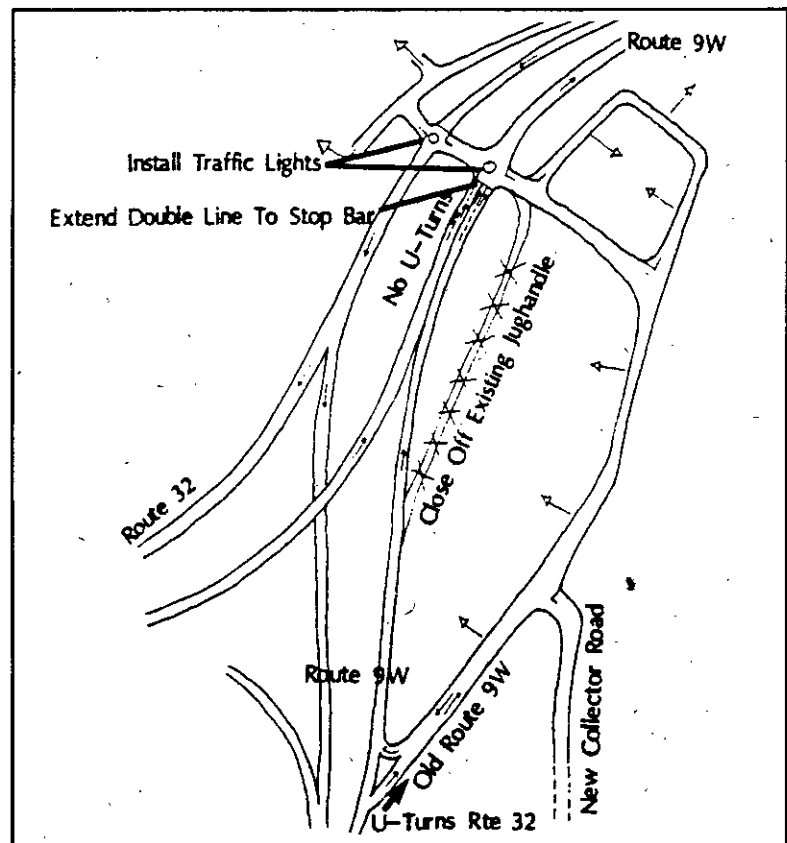 Route 9W
Install Traffic Lights
Extend Double Line To Stop Bar
No U-Turns
Close Off Existing Jughandle
Route 32
Route 9W
Old Route 9W
New Collector Road
U-Turns Rte 32